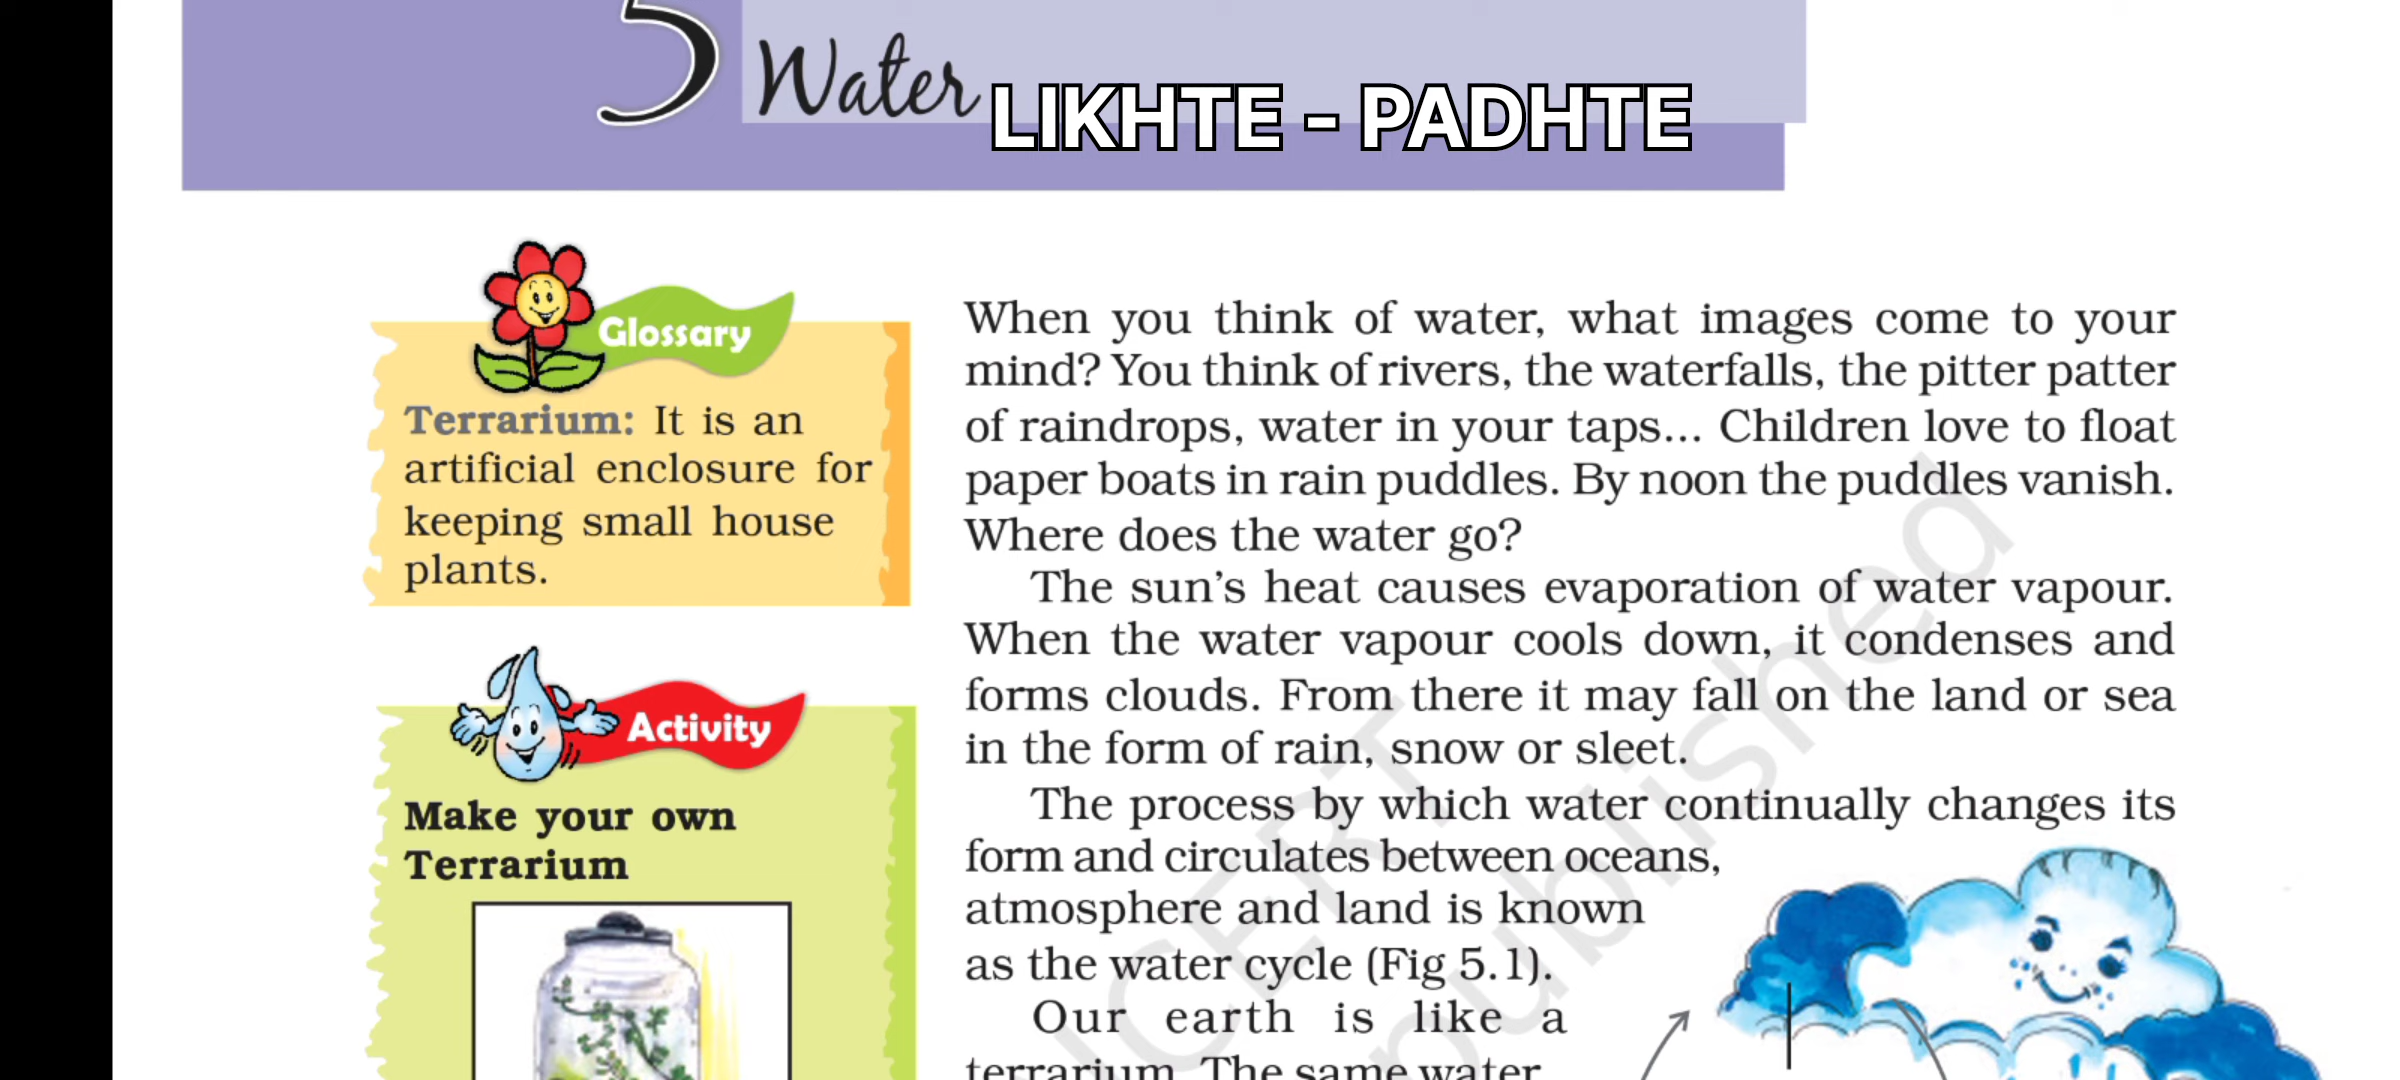 5 Water
LIKHTE - PADHTE
Glossary
Terrarium: It is an
artificial enclosure for
keeping small house
plants.
Activity
Make your own
Terrarium
When you think of water, what images come to your
mind? You think of rivers, the waterfalls, the pitter patter
of raindrops, water in your taps... Children love to float
paper boats in rain puddles. By noon the puddles vanish.
Where does the water go?
The sun's heat causes evaporation of water vapour.
When the water vapour cools down, it condenses and
forms clouds. From there it may fall on the land or sea
in the form of rain, snow or sleet.
The process by which water continually changes its
form and circulates between oceans,
atmosphere and land is known
as the water cycle (Fig 5.1).
Our earth is like a
terrarium. The same water
published